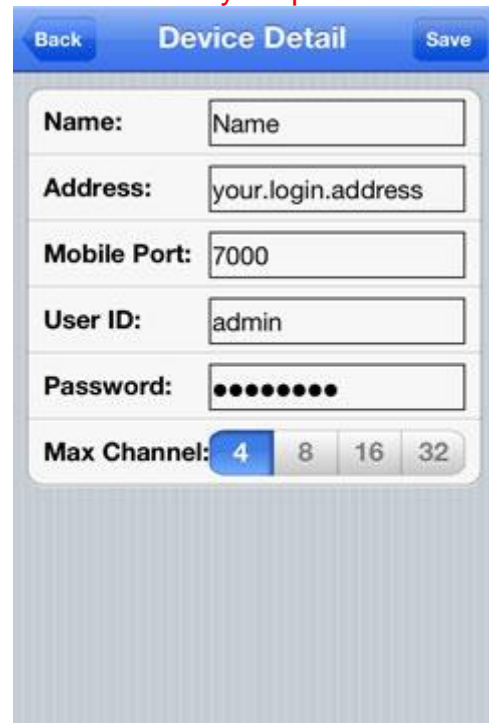 Back Device Detail Save
Name: Name
Address: your.login.address
Mobile Port: 7000
User ID: admin
Password: ●●●●●●●●
Max Channel: 4 8 16 32